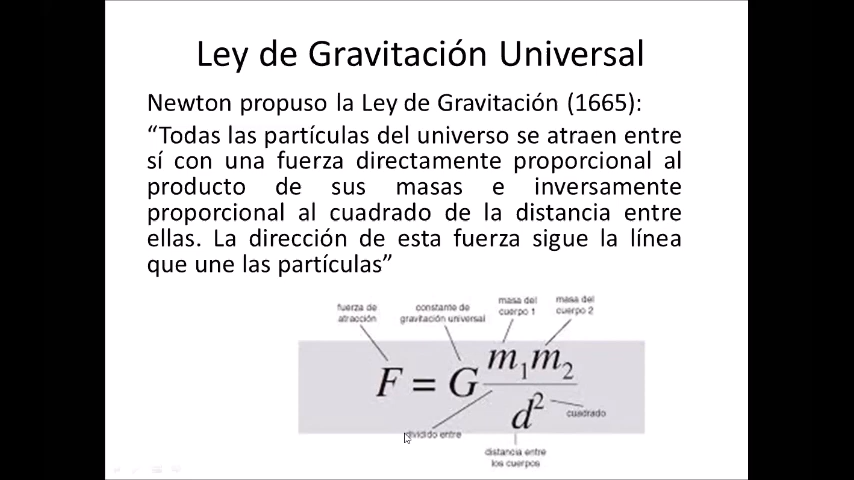 Ley de Gravitación Universal
Newton propuso la Ley de Gravitación (1665):
“Todas las partículas del universo se atraen entre
sí con una fuerza directamente proporcional al
producto de sus masas e inversamente
proporcional al cuadrado de la distancia entre
ellas. La dirección de esta fuerza sigue la línea
que une las partículas”
fuerza de
atracción
constante de
gravitación universal
masa del
cuerpo 1
masa del
cuerpo 2
F = G m₁m₂ / d²
cuadrado
dividido entre
distancia entre
los cuerpos